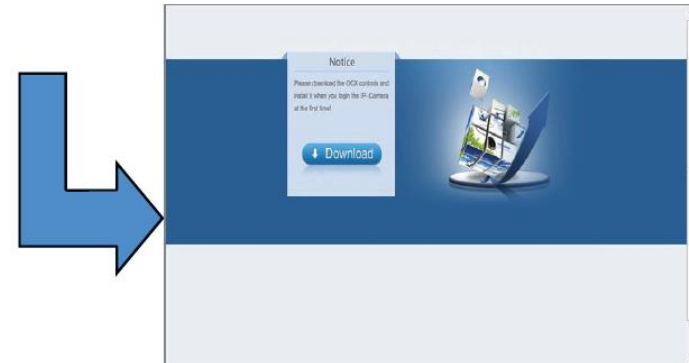 Notice
Please download the OCX controls and
install it when you login the IP-Camera
at the first time!
Download